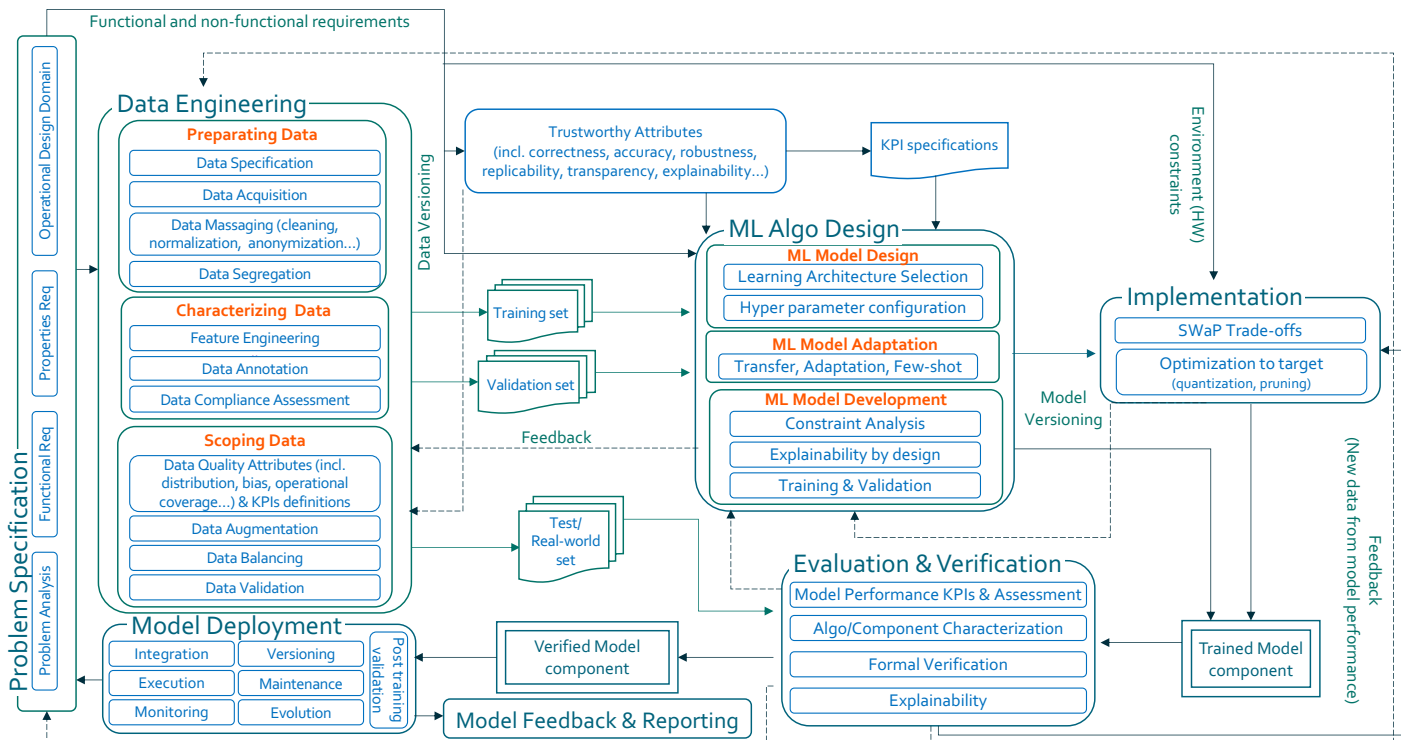 Functional and non-functional requirements
Problem Specification
Operational Design Domain
Properties Req
Functional Req
Problem Analysis
Data Engineering
Preparating Data
Data Specification
Data Acquisition
Data Massaging (cleaning,
normalization, anonymization...)
Data Segregation
Characterizing Data
Feature Engineering
Data Annotation
Data Compliance Assessment
Scoping Data
Data Quality Attributes (incl.
distribution, bias, operational
coverage...) & KPIs definitions
Data Augmentation
Data Balancing
Data Validation
Data Versioning
Trustworthy Attributes
(incl. correctness, accuracy, robustness,
replicability, transparency, explainability...)
KPI specifications
Environment (HW)
constraints
Training set
Validation set
Feedback
Test/
Real-world
set
ML Algo Design
ML Model Design
Learning Architecture Selection
Hyper parameter configuration
ML Model Adaptation
Transfer, Adaptation, Few-shot
ML Model Development
Constraint Analysis
Explainability by design
Training & Validation
Model
Versioning
Implementation
SWaP Trade-offs
Optimization to target
(quantization, pruning)
Feedback
(New data from model performance)
Evaluation & Verification
Model Performance KPIs & Assessment
Algo/Component Characterization
Formal Verification
Explainability
Trained Model
component
Verified Model
component
Model Deployment
Integration
Versioning
Execution
Maintenance
Monitoring
Evolution
Post training
validation
Model Feedback & Reporting